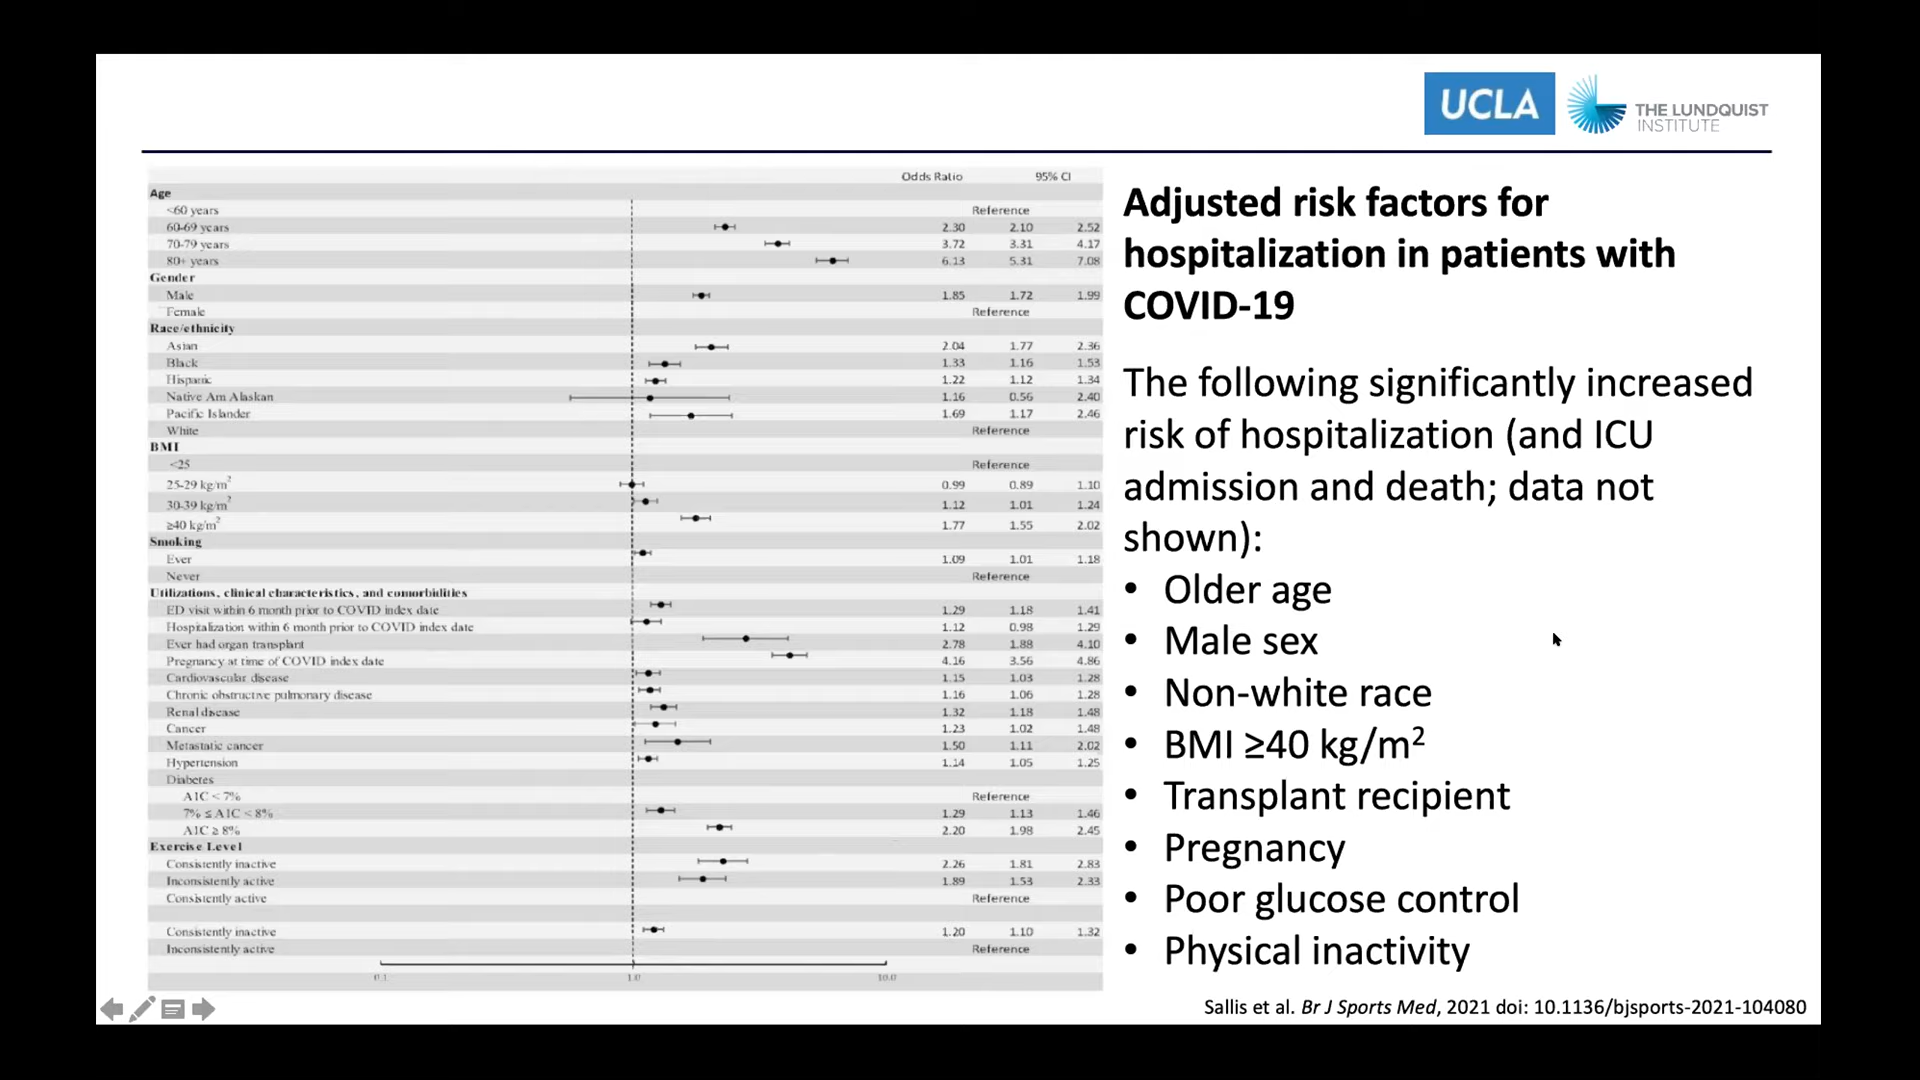 UCLA
THE LUNDQUIST
INSTITUTE
Odds Ratio 95% CI
Age
<60 years Reference
60-69 years 2.30 2.10 2.52
70-79 years 3.72 3.31 4.17
80+ years 6.13 5.31 7.08
Gender
Male 1.85 1.72 1.99
Female Reference
Race/ethnicity
Asian 2.04 1.77 2.36
Black 1.33 1.16 1.53
Hispanic 1.22 1.12 1.34
Native Am Alaskan 1.16 0.56 2.40
Pacific Islander 1.69 1.17 2.46
White Reference
BMI
<25 Reference
25-29 kg/m² 0.99 0.89 1.10
30-39 kg/m² 1.12 1.01 1.24
≥40 kg/m² 1.77 1.55 2.02
Smoking
Ever 1.09 1.01 1.18
Never Reference
Utilizations, clinical characteristics, and comorbidities
ED visit within 6 month prior to COVID index date 1.29 1.18 1.41
Hospitalization within 6 month prior to COVID index date 1.12 0.98 1.29
Ever had organ transplant 2.78 1.88 4.10
Pregnancy at time of COVID index date 4.16 3.56 4.86
Cardiovascular disease 1.15 1.03 1.28
Chronic obstructive pulmonary disease 1.16 1.06 1.28
Renal disease 1.32 1.18 1.48
Cancer 1.23 1.02 1.48
Metastatic cancer 1.50 1.11 2.02
Hypertension 1.14 1.05 1.25
Diabetes
A1C < 7% Reference
7% ≤ A1C < 8% 1.29 1.13 1.46
A1C ≥ 8% 2.20 1.98 2.45
Exercise Level
Consistently inactive 2.26 1.81 2.83
Inconsistently active 1.89 1.53 2.33
Consistently active Reference
Consistently inactive 1.20 1.10 1.32
Inconsistently active Reference
0.1 1.0 10.0
Adjusted risk factors for
hospitalization in patients with
COVID-19
The following significantly increased
risk of hospitalization (and ICU
admission and death; data not
shown):
• Older age
• Male sex
• Non-white race
• BMI ≥40 kg/m²
• Transplant recipient
• Pregnancy
• Poor glucose control
• Physical inactivity
Sallis et al. Br J Sports Med, 2021 doi: 10.1136/bjsports-2021-104080